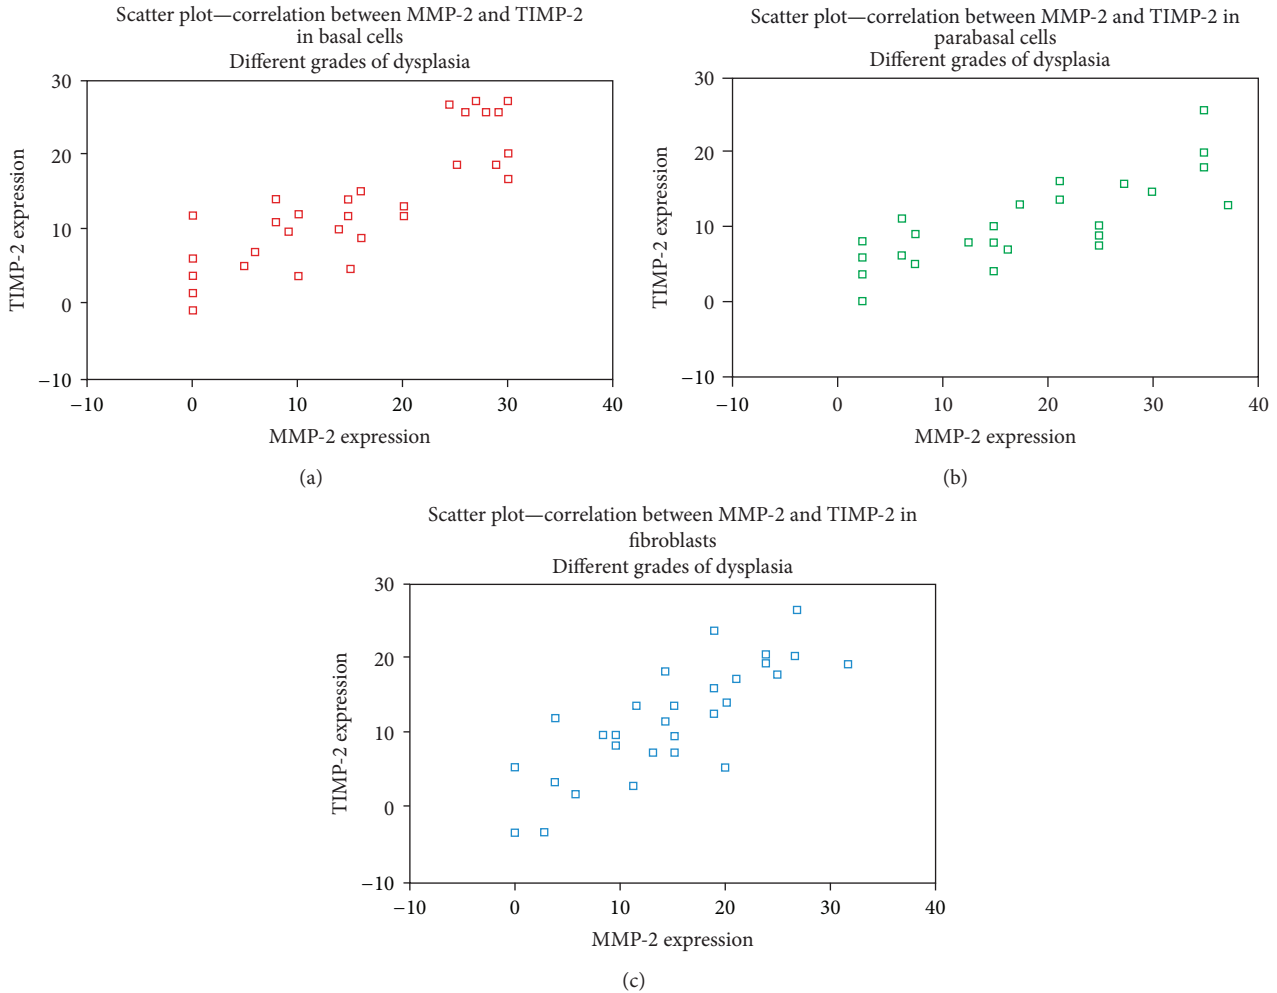 Scatter plot—correlation between MMP-2 and TIMP-2
in basal cells
Different grades of dysplasia
30
20
10
0
−10
TIMP-2 expression
−10 0 10 20 30 40
MMP-2 expression
(a)
Scatter plot—correlation between MMP-2 and TIMP-2 in
parabasal cells
Different grades of dysplasia
30
20
10
0
−10
TIMP-2 expression
−10 0 10 20 30 40
MMP-2 expression
(b)
Scatter plot—correlation between MMP-2 and TIMP-2 in
fibroblasts
Different grades of dysplasia
30
20
10
0
−10
TIMP-2 expression
−10 0 10 20 30 40
MMP-2 expression
(c)